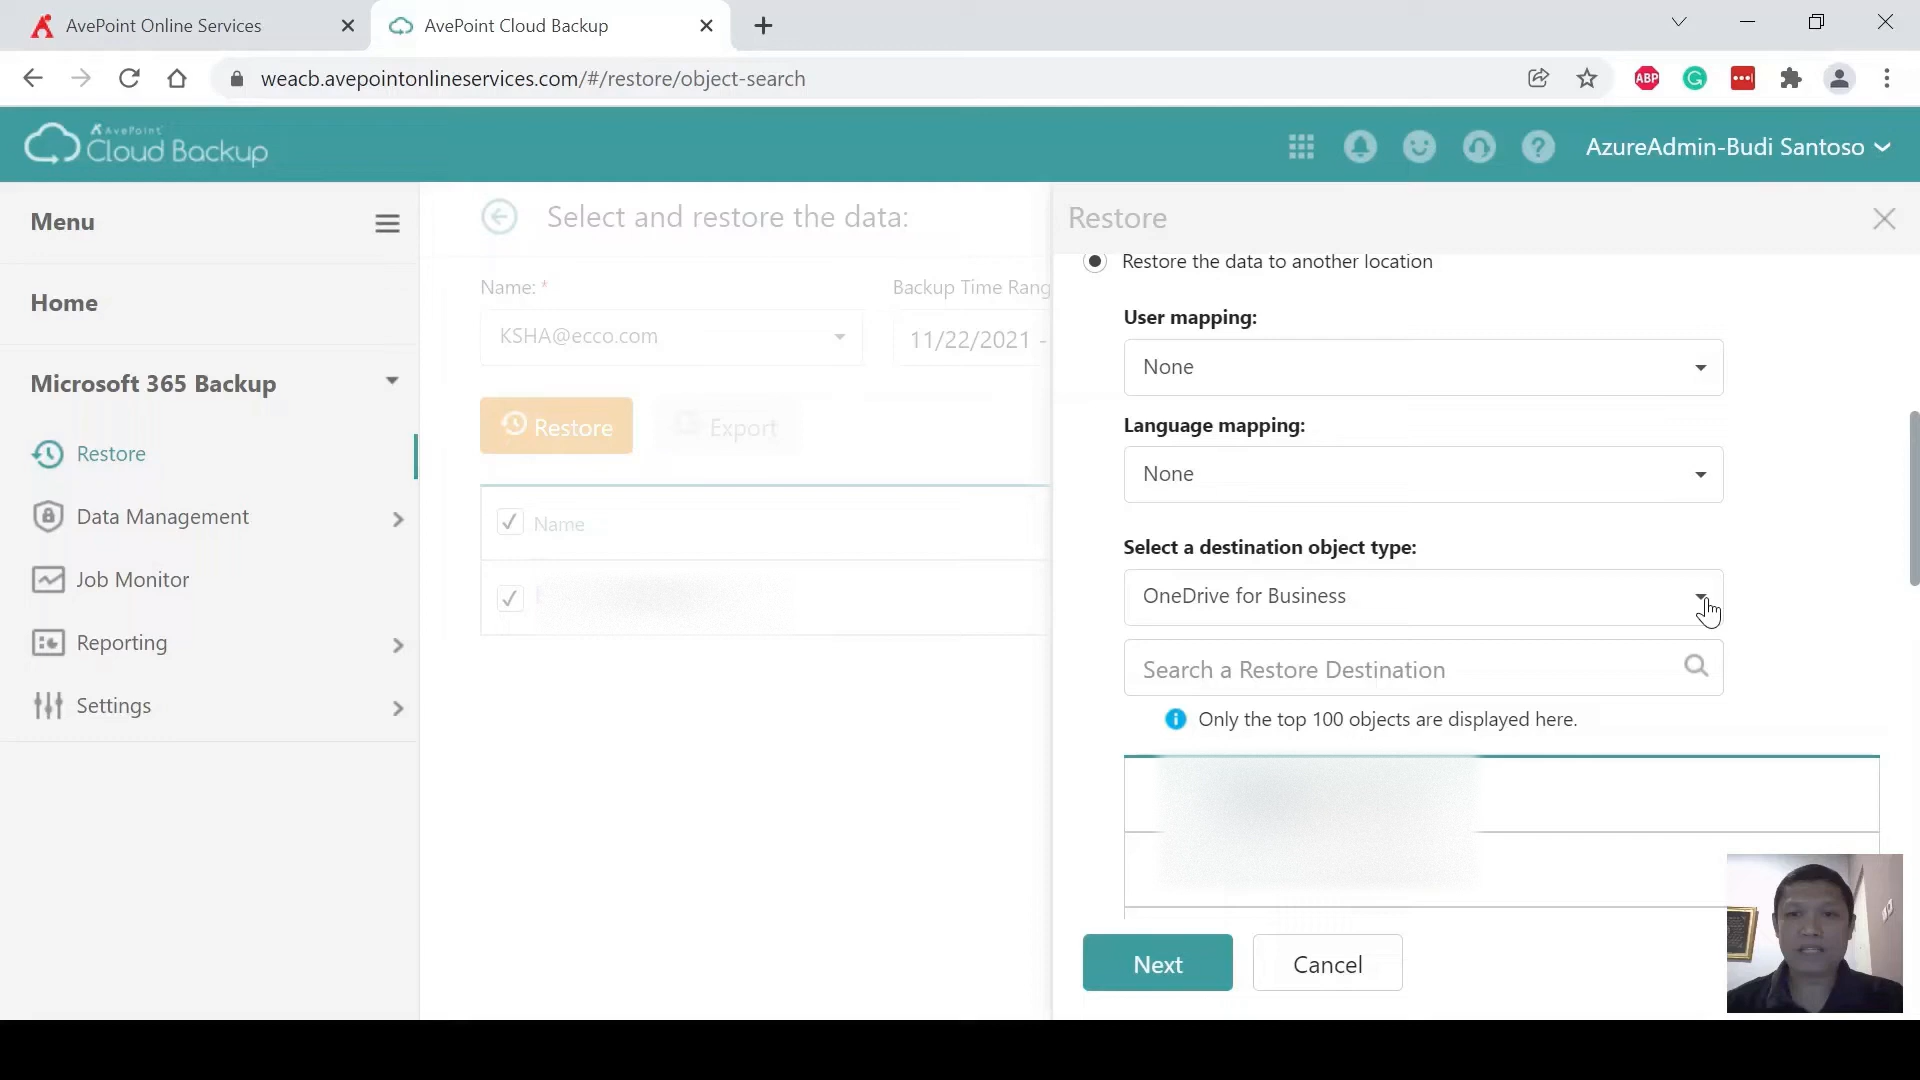 AvePoint Online Services
AvePoint Cloud Backup
weacb.avepointonlineservices.com/#/restore/object-search
ABP
AvePoint
Cloud Backup
AzureAdmin-Budi Santoso
Menu
Home
Microsoft 365 Backup
Restore
Data Management
Job Monitor
Reporting
Settings
Select and restore the data:
Name: *
Backup Time Rang
KSHA@ecco.com
11/22/2021 -
Restore
Export
Name
Restore
Restore the data to another location
User mapping:
None
Language mapping:
None
Select a destination object type:
OneDrive for Business
Search a Restore Destination
Only the top 100 objects are displayed here.
Next
Cancel